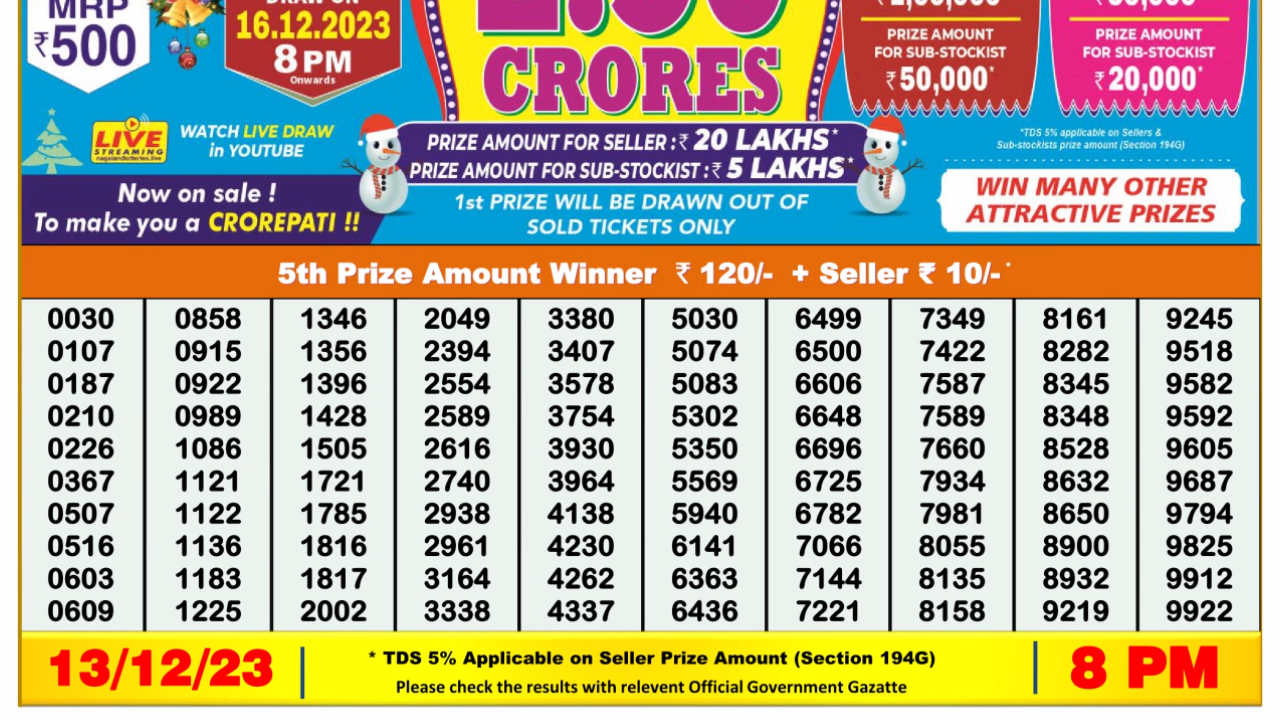 MRP
₹500
16.12.2023
8 PM
Onwards
CRORES
PRIZE AMOUNT
FOR SUB-STOCKIST
₹ 50,000*
PRIZE AMOUNT
FOR SUB-STOCKIST
₹ 20,000*
LIVE
STREAMING
nagalandlotteries.live
WATCH LIVE DRAW
in YOUTUBE
PRIZE AMOUNT FOR SELLER :₹ 20 LAKHS*
PRIZE AMOUNT FOR SUB-STOCKIST :₹ 5 LAKHS*
*TDS 5% applicable on Sellers &
Sub-stockists prize amount (Section 194G)
Now on sale !
To make you a CROREPATI !!
1st PRIZE WILL BE DRAWN OUT OF
SOLD TICKETS ONLY
WIN MANY OTHER
ATTRACTIVE PRIZES
5th Prize Amount Winner ₹ 120/- + Seller ₹ 10/-*
0030 0858 1346 2049 3380 5030 6499 7349 8161 9245
0107 0915 1356 2394 3407 5074 6500 7422 8282 9518
0187 0922 1396 2554 3578 5083 6606 7587 8345 9582
0210 0989 1428 2589 3754 5302 6648 7589 8348 9592
0226 1086 1505 2616 3930 5350 6696 7660 8528 9605
0367 1121 1721 2740 3964 5569 6725 7934 8632 9687
0507 1122 1785 2938 4138 5940 6782 7981 8650 9794
0516 1136 1816 2961 4230 6141 7066 8055 8900 9825
0603 1183 1817 3164 4262 6363 7144 8135 8932 9912
0609 1225 2002 3338 4337 6436 7221 8158 9219 9922
13/12/23
* TDS 5% Applicable on Seller Prize Amount (Section 194G)
Please check the results with relevent Official Government Gazatte
8 PM